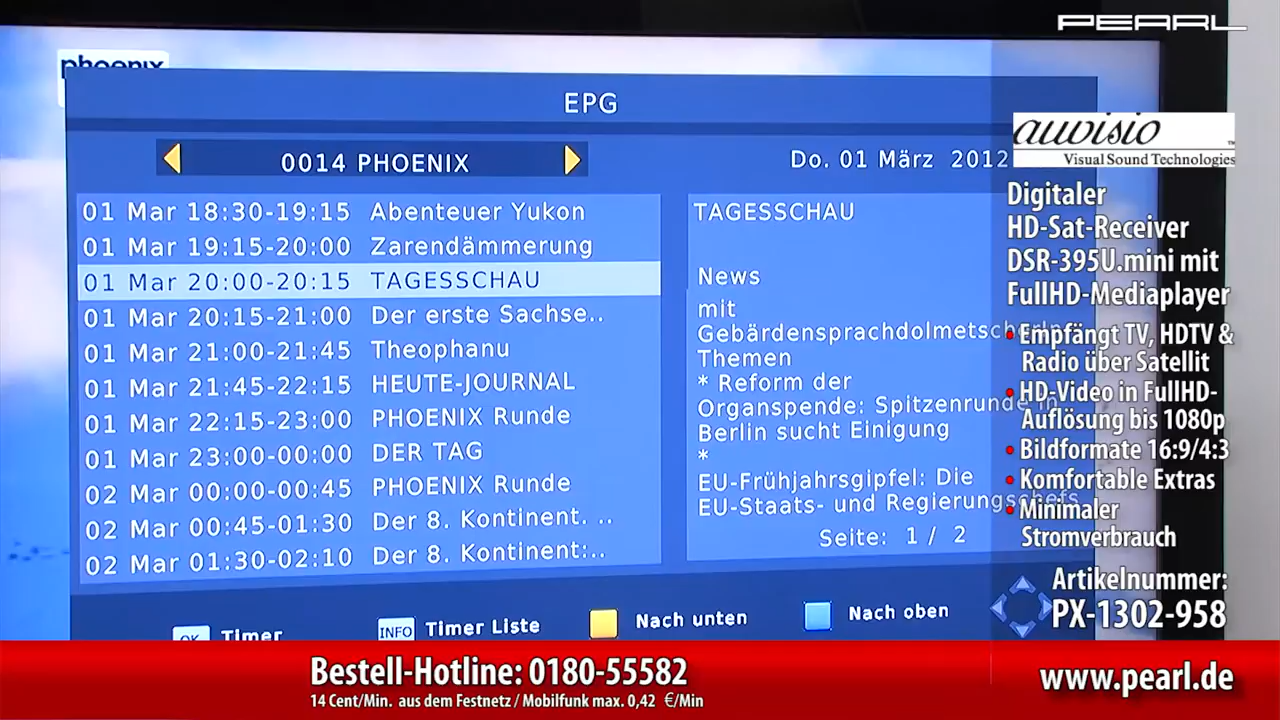 PEARL
phoenix
EPG
0014 PHOENIX
Do. 01 März 2012
01 Mar 18:30-19:15 Abenteuer Yukon
01 Mar 19:15-20:00 Zarendämmerung
01 Mar 20:00-20:15 TAGESSCHAU
01 Mar 20:15-21:00 Der erste Sachse..
01 Mar 21:00-21:45 Theophanu
01 Mar 21:45-22:15 HEUTE-JOURNAL
01 Mar 22:15-23:00 PHOENIX Runde
01 Mar 23:00-00:00 DER TAG
02 Mar 00:00-00:45 PHOENIX Runde
02 Mar 00:45-01:30 Der 8. Kontinent. ..
02 Mar 01:30-02:10 Der 8. Kontinent:..
TAGESSCHAU
News
mit
GebärdensprachdolmetscherIn
Themen
* Reform der
Organspende: Spitzenrunde in
Berlin sucht Einigung
*
EU-Frühjahrsgipfel: Die
EU-Staats- und Regierungschefs
Seite: 1 / 2
OK Timer
INFO Timer Liste
Nach unten
Nach oben
auvisio
Visual Sound Technologies
Digitaler
HD-Sat-Receiver
DSR-395U.mini mit
FullHD-Mediaplayer
• Empfängt TV, HDTV &
Radio über Satellit
• HD-Video in FullHD-
Auflösung bis 1080p
• Bildformate 16:9/4:3
• Komfortable Extras
• Minimaler
Stromverbrauch
Artikelnummer:
PX-1302-958
Bestell-Hotline: 0180-55582
14 Cent/Min. aus dem Festnetz / Mobilfunk max. 0,42 €/Min
www.pearl.de